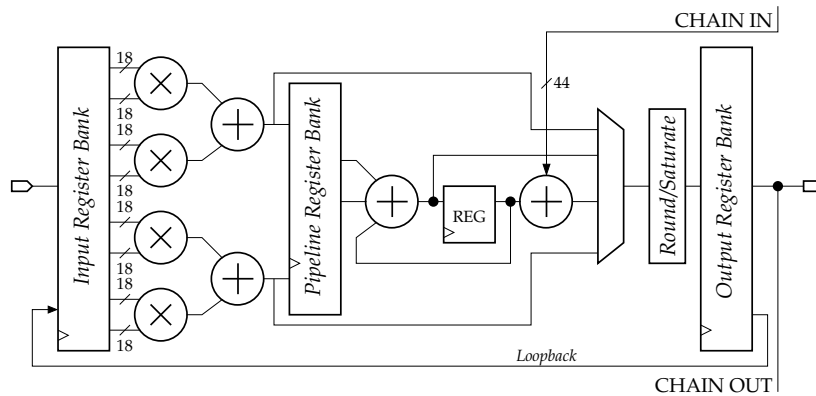 CHAIN IN
18
18
18
18
18
18
18
18
44
Input Register Bank
Pipeline Register Bank
REG
Round/Saturate
Output Register Bank
Loopback
CHAIN OUT